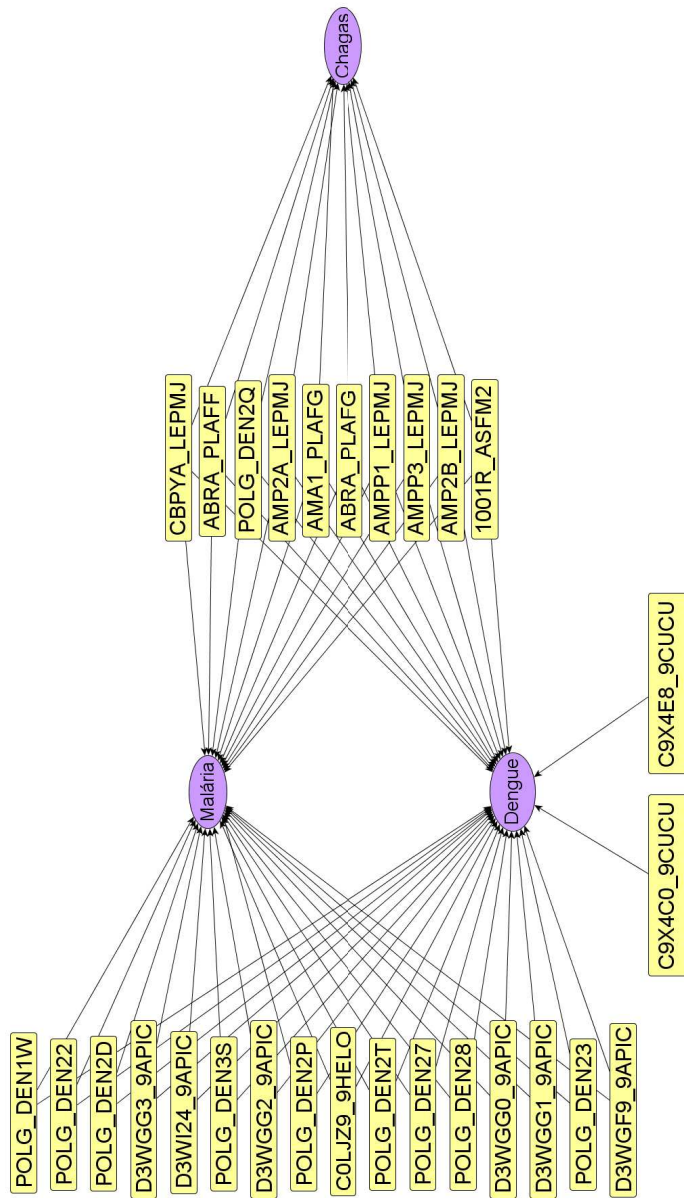 Chagas
CBPYA_LEPMJ
ABRA_PLAFF
POLG_DEN2Q
AMP2A_LEPMJ
AMA1_PLAFG
ABRA_PLAFG
AMPP1_LEPMJ
AMPP3_LEPMJ
AMP2B_LEPMJ
1001R_ASFM2
Malária
Dengue
C9X4E8_9CUCU
C9X4C0_9CUCU
POLG_DEN1W
POLG_DEN22
POLG_DEN2D
D3WGG3_9APIC
D3WI24_9APIC
POLG_DEN3S
D3WGG2_9APIC
POLG_DEN2P
C0LJZ9_9HELO
POLG_DEN2T
POLG_DEN27
POLG_DEN28
D3WGG0_9APIC
D3WGG1_9APIC
POLG_DEN23
D3WGF9_9APIC